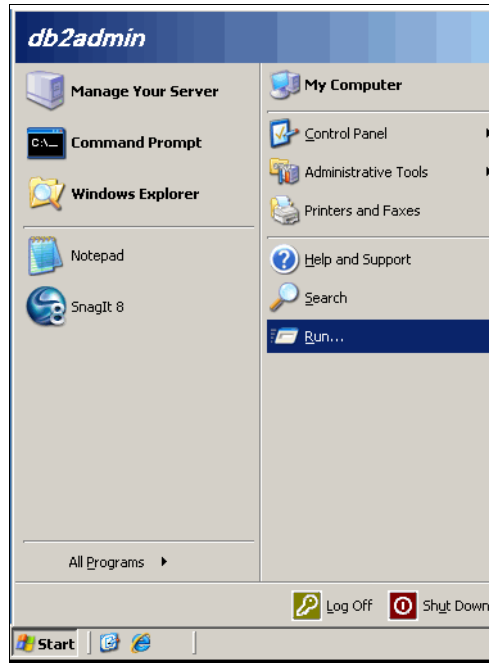 db2admin
Manage Your Server
Command Prompt
Windows Explorer
Notepad
SnagIt 8
All Programs
My Computer
Control Panel
Administrative Tools
Printers and Faxes
Help and Support
Search
Run...
Log Off
Shut Down
Start